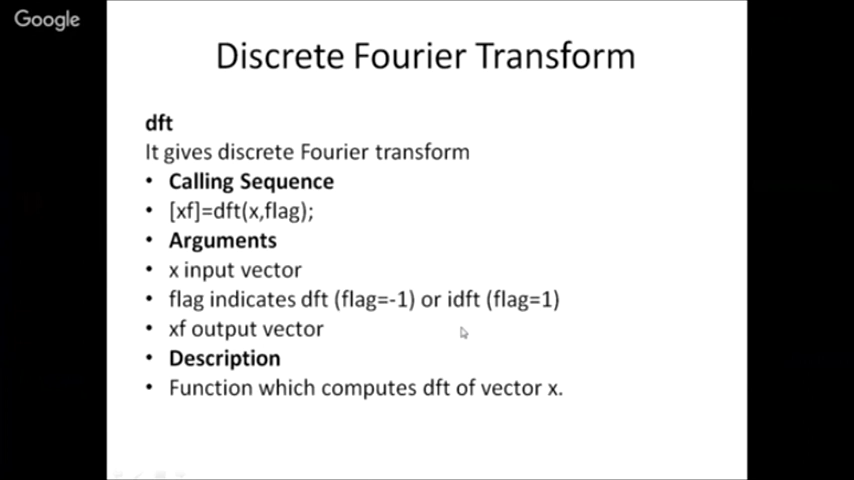 Google
Discrete Fourier Transform
dft
It gives discrete Fourier transform
• Calling Sequence
• [xf]=dft(x,flag);
• Arguments
• x input vector
• flag indicates dft (flag=-1) or idft (flag=1)
• xf output vector
• Description
• Function which computes dft of vector x.